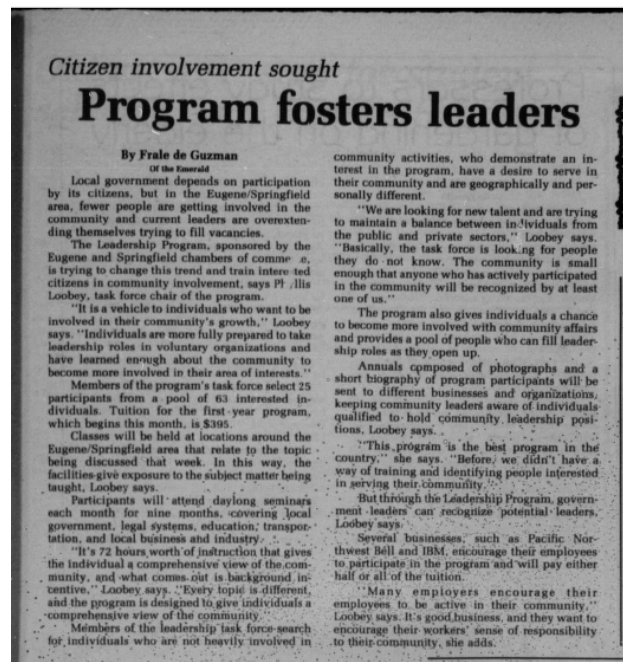 Citizen involvement sought
Program fosters leaders
By Frale de Guzman
Of the Emerald
Local government depends on participation
by its citizens, but in the Eugene/Springfield
area, fewer people are getting involved in the
community and current leaders are overexten-
ding themselves trying to fill vacancies.
The Leadership Program, sponsored by the
Eugene and Springfield chambers of comme e,
is trying to change this trend and train inte ted
citizens in community involvement, says Ph llis
Loobey, task force chair of the program.
"It is a vehicle to individuals who want to be
involved in their community's growth," Loobey
says. "Individuals are more fully prepared to take
leadership roles in voluntary organizations and
have learned enough about the community to
become more involved in their area of interests."
Members of the program's task force select 25
participants from a pool of 63 interested in-
dividuals. Tuition for the first-year program,
which begins this month, is $395.
Classes will be held at locations around the
Eugene/Springfield area that relate to the topic
being discussed that week. In this way, the
facilities give exposure to the subject matter being
taught, Loobey says.
Participants will attend daylong seminars
each month for nine months, covering local
government, legal systems, education, transpor-
tation, and local business and industry.
"It's 72 hours worth of instruction that gives
the individual a comprehensive view of the com-
munity, and what comes out is background in-
centive," Loobey says. "Every topic is different,
and the program is designed to give individuals a
comprehensive view of the community."
Members of the leadership task force search
for individuals who are not heavily involved in
community activities, who demonstrate an in-
terest in the program, have a desire to serve in
their community and are geographically and per-
sonally different.
"We are looking for new talent and are trying
to maintain a balance between individuals from
the public and private sectors," Loobey says.
"Basically, the task force is looking for people
they do not know. The community is small
enough that anyone who has actively participated
in the community will be recognized by at least
one of us."
The program also gives individuals a chance
to become more involved with community affairs
and provides a pool of people who can fill leader-
ship roles as they open up.
Annuals composed of photographs and a
short biography of program participants will be
sent to different businesses and organizations,
keeping community leaders aware of individuals
qualified to hold community leadership posi-
tions, Loobey says.
"This program is the best program in the
country," she says. "Before, we didn't have a
way of training and identifying people interested
in serving their community."
But through the Leadership Program, govern-
ment leaders can recognize potential leaders,
Loobey says.
Several businesses, such as Pacific Nor-
thwest Bell and IBM, encourage their employees
to participate in the program and will pay either
half or all of the tuition.
"Many employers encourage their
employees to be active in their community,"
Loobey says. It's good business, and they want to
encourage their workers' sense of responsibility
to their community, she adds.